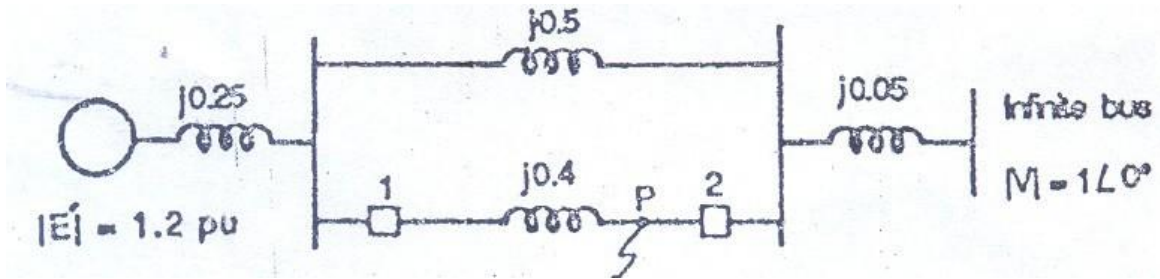 j0.5
j0.25
j0.05
Infinite bus
|V| = 1∠0°
1
j0.4
P
2
|E'| = 1.2 pu